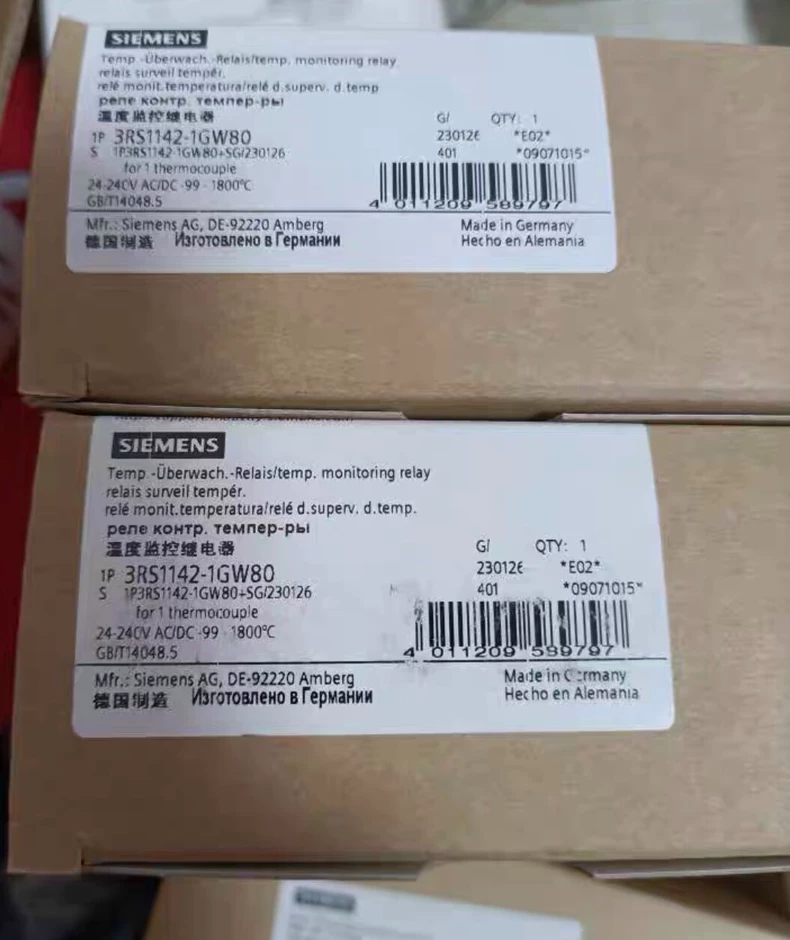 SIEMENS
Temp.-Überwach.-Relais/temp. monitoring relay
relais surveil tempér.
relé monit.temperatura/relé d.superv. d.temp
реле контр. темпер-ры
温度监控继电器
G/ QTY: 1
1P 3RS1142-1GW80 23012E *E02*
S 1P3RS1142-1GW80+SG/230126 401 *09071015*
for 1 thermocouple
24-240V AC/DC -99 - 1800°C
GB/T14048.5
4 011209 589797
Mfr.: Siemens AG, DE-92220 Amberg Made in Germany
德国制造 Изготовлено в Германии Hecho en Alemania
SIEMENS
Temp.-Überwach.-Relais/temp. monitoring relay
relais surveil tempér.
relé monit.temperatura/relé d.superv. d.temp.
реле контр. темпер-ры
温度监控继电器
G/ QTY: 1
1P 3RS1142-1GW80 23012E *E02*
S 1P3RS1142-1GW80+SG/230126 401 *09071015*
for 1 thermocouple
24-240V AC/DC -99 - 1800°C
GB/T14048.5
4 011209 589797
Mfr.: Siemens AG, DE-92220 Amberg Made in Germany
德国制造 Изготовлено в Германии Hecho en Alemania
SIEMENS